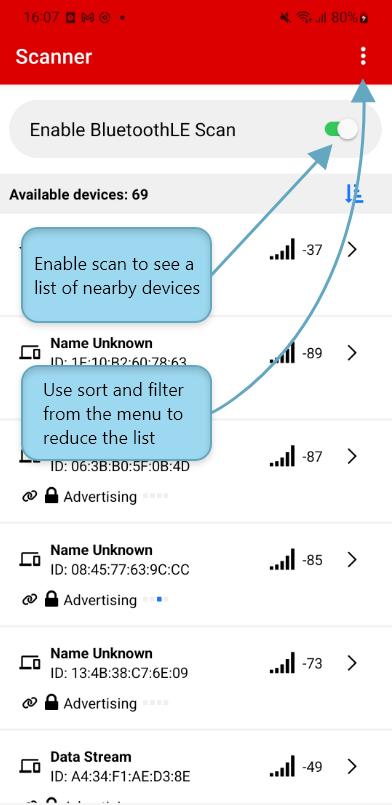 16:07
80%
Scanner
Enable BluetoothLE Scan
Available devices: 69
Enable scan to see a
list of nearby devices
-37
Name Unknown
ID: 1E:10:B2:60:78:63
-89
Use sort and filter
from the menu to
reduce the list
ID: 06:3B:B0:5F:0B:4D
-87
Advertising
Name Unknown
ID: 08:45:77:63:9C:CC
-85
Advertising
Name Unknown
ID: 13:4B:38:C7:6E:09
-73
Advertising
Data Stream
ID: A4:34:F1:AE:D3:8E
-49